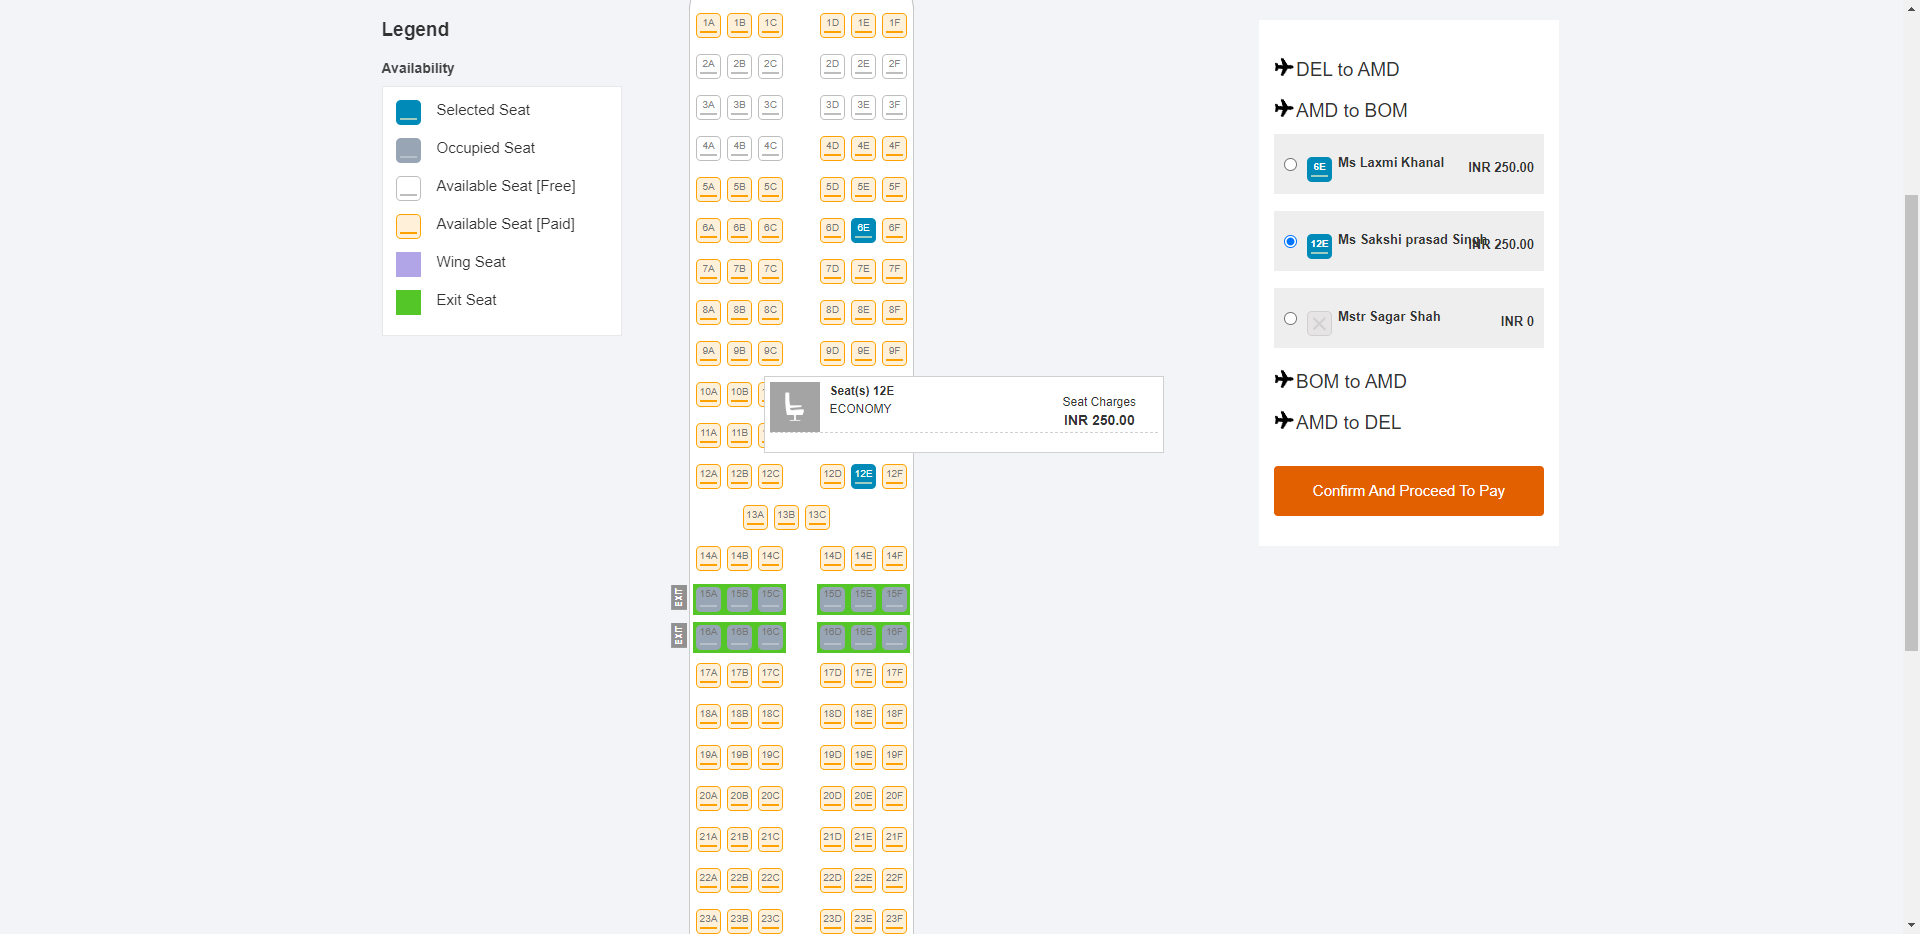 Legend
Availability
Selected Seat
Occupied Seat
Available Seat [Free]
Available Seat [Paid]
Wing Seat
Exit Seat
1A 1B 1C 1D 1E 1F
2A 2B 2C 2D 2E 2F
3A 3B 3C 3D 3E 3F
4A 4B 4C 4D 4E 4F
5A 5B 5C 5D 5E 5F
6A 6B 6C 6D 6E 6F
7A 7B 7C 7D 7E 7F
8A 8B 8C 8D 8E 8F
9A 9B 9C 9D 9E 9F
10A 10B
Seat(s) 12E
ECONOMY
Seat Charges
INR 250.00
11A 11B
12A 12B 12C 12D 12E 12F
13A 13B 13C
14A 14B 14C 14D 14E 14F
EXIT 15A 15B 15C 15D 15E 15F
EXIT 16A 16B 16C 16D 16E 16F
17A 17B 17C 17D 17E 17F
18A 18B 18C 18D 18E 18F
19A 19B 19C 19D 19E 19F
20A 20B 20C 20D 20E 20F
21A 21B 21C 21D 21E 21F
22A 22B 22C 22D 22E 22F
23A 23B 23C 23D 23E 23F
DEL to AMD
AMD to BOM
6E Ms Laxmi Khanal INR 250.00
12E Ms Sakshi prasad Singh INR 250.00
Mstr Sagar Shah INR 0
BOM to AMD
AMD to DEL
Confirm And Proceed To Pay